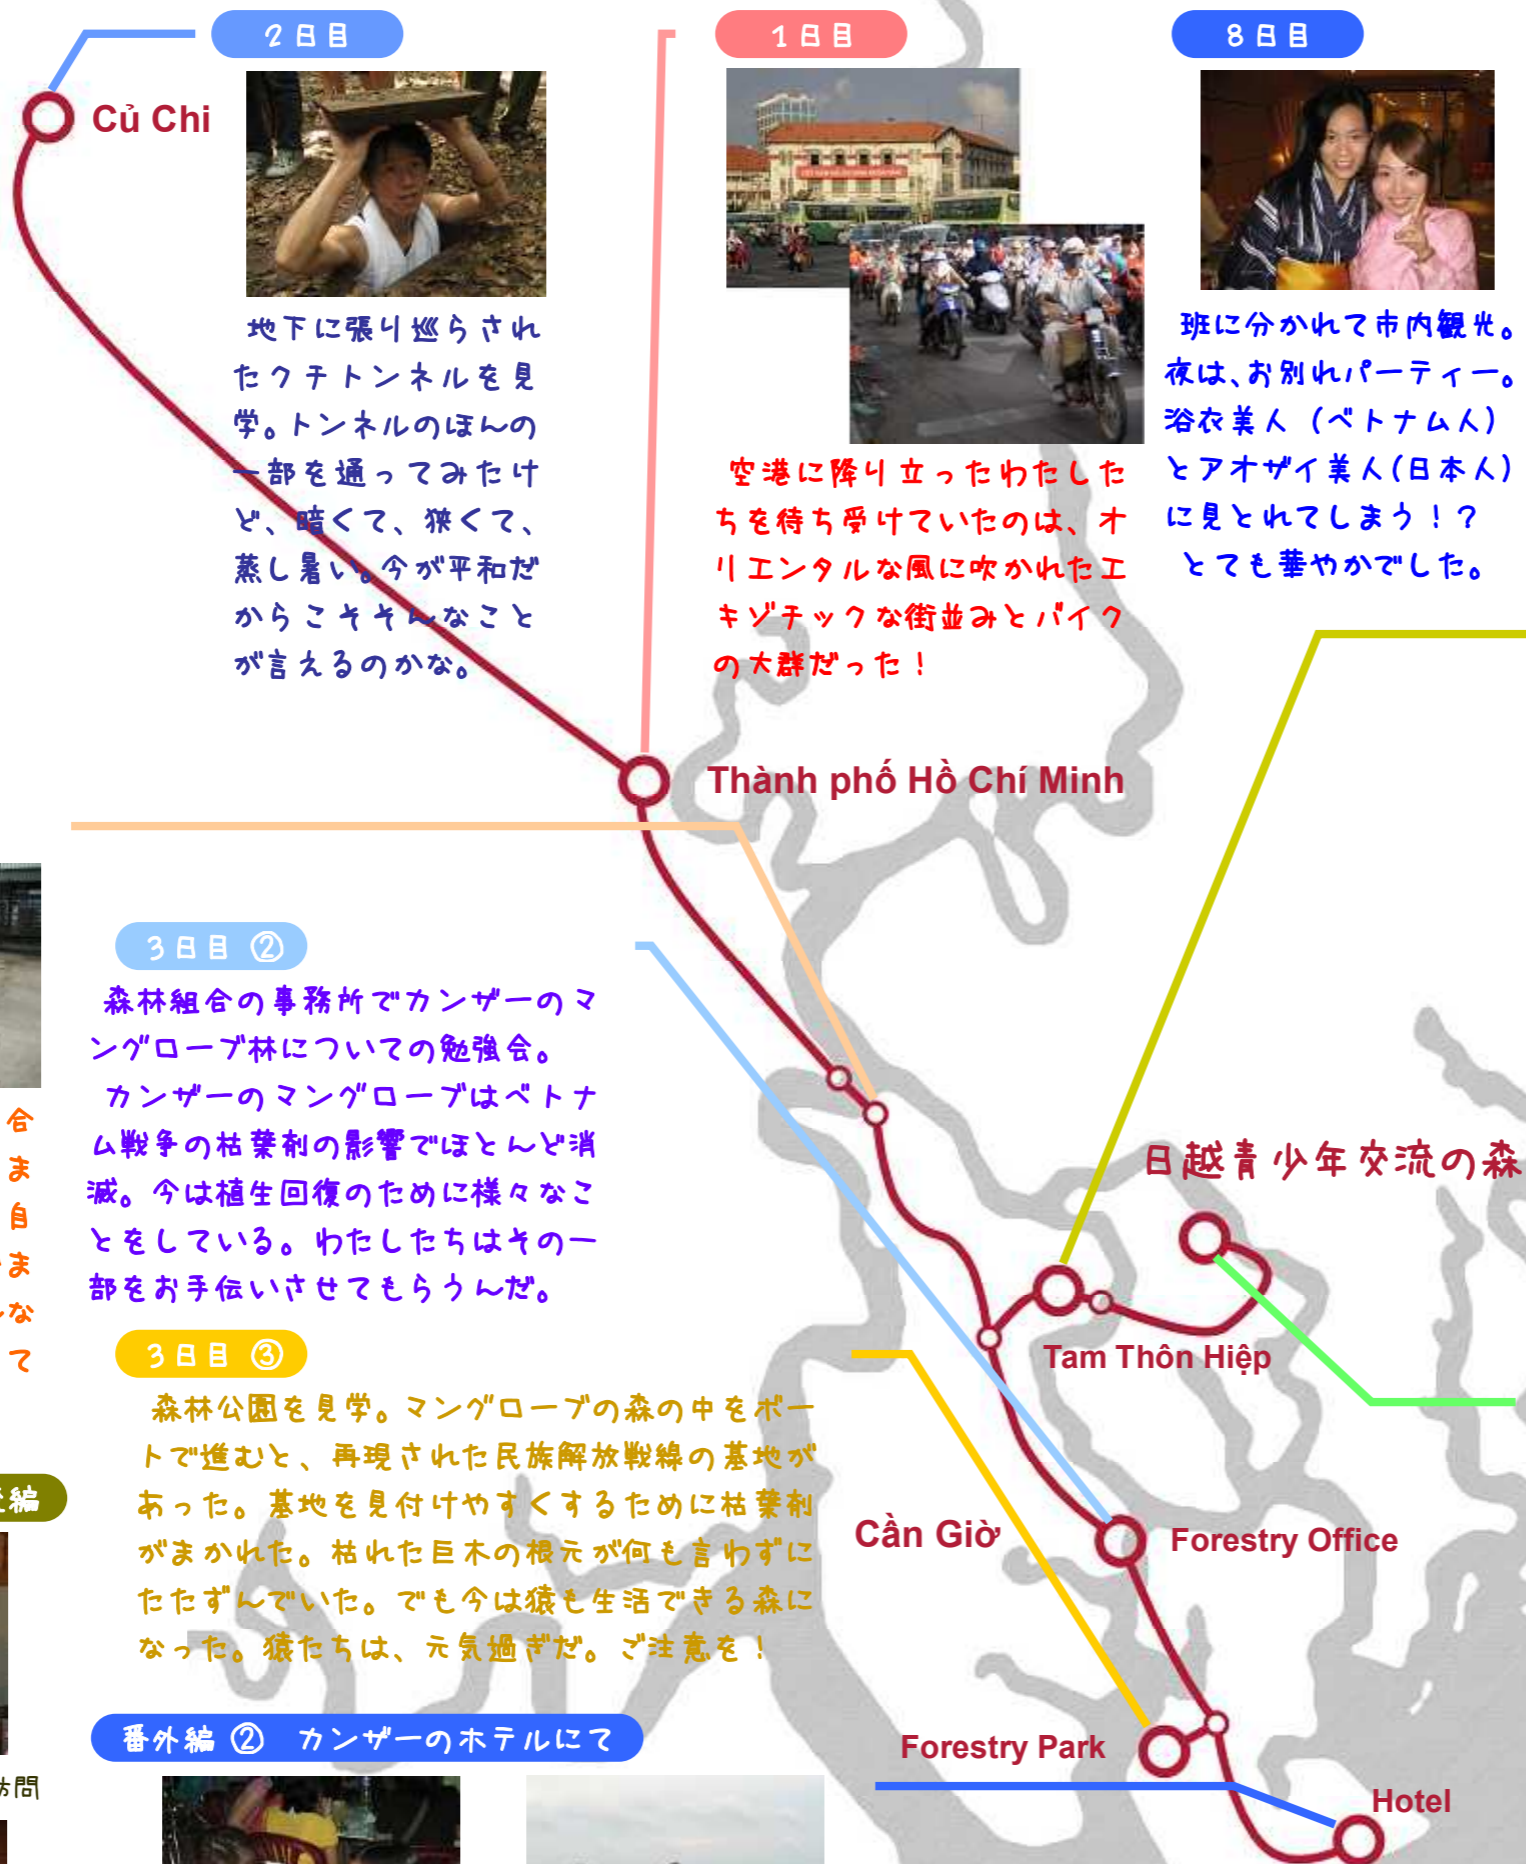 2日目
1日目
8日目
Củ Chi
地下に張り巡らされ
たクチトンネルを見
学。トンネルのほんの
一部を通ってみたけ
ど、暗くて、狭くて、
蒸し暑い。今が平和だ
からこそそんなこと
が言えるのかな。
空港に降り立ったわたした
ちを待ち受けていたのは、オ
リエンタルな風に吹かれたエ
キゾチックな街並みとバイク
の大群だった！
班に分かれて市内観光。
夜は、お別れパーティー。
浴衣美人（ベトナム人）
とアオザイ美人(日本人)
に見とれてしまう！？
とても華やかでした。
Thành phố Hồ Chí Minh
3日目 ②
森林組合の事務所でカンザーのマ
ングローブ林についての勉強会。
カンザーのマングローブはベトナ
ム戦争の枯葉剤の影響でほとんど消
滅。今は植生回復のために様々なこ
とをしている。わたしたちはその一
部をお手伝いさせてもらうんだ。
合
ま
自
ま
な
て
日越青少年交流の森
Tam Thôn Hiệp
3日目 ③
森林公園を見学。マングローブの森の中をボー
トで進むと、再現された民族解放戦線の基地が
あった。基地を見付けやすくするために枯葉剤
がまかれた。枯れた巨木の根元が何も言わずに
たたずんでいた。でも今は猿も生活できる森に
なった。猿たちは、元気過ぎだ。ご注意を！
編
Cần Giờ
Forestry Office
番外編 ② カンザーのホテルにて
Forestry Park
問
Hotel